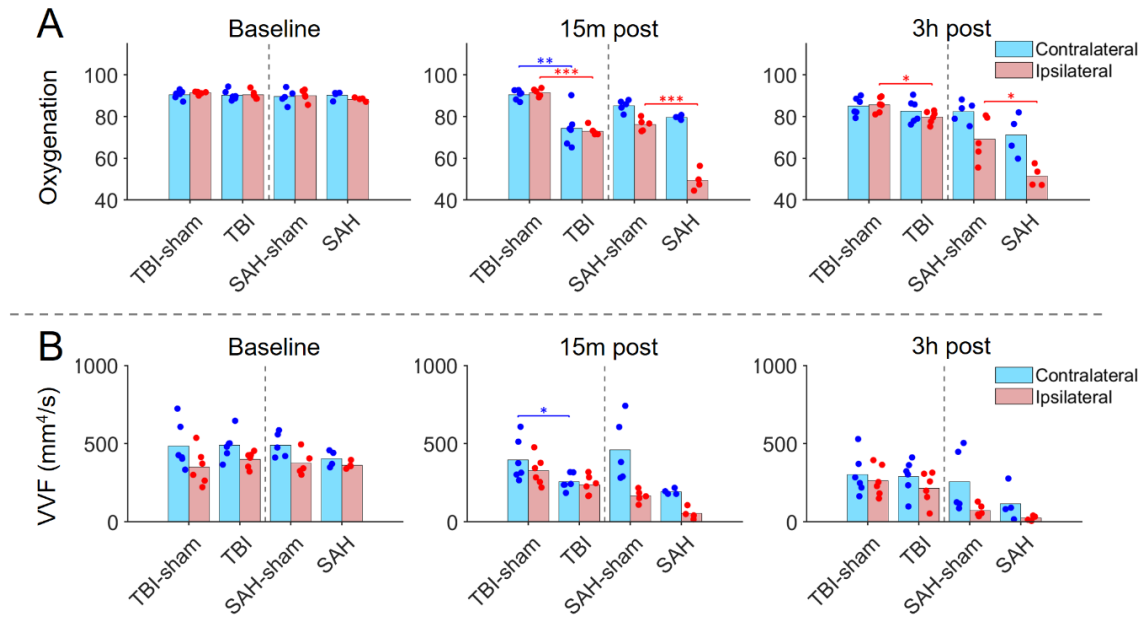 A
Baseline
15m post
3h post
Contralateral
Ipsilateral
Oxygenation
100
80
60
40
100
80
60
40
100
80
60
40
**
***
***
*
*
TBI-sham
TBI
SAH-sham
SAH
TBI-sham
TBI
SAH-sham
SAH
TBI-sham
TBI
SAH-sham
SAH
B
Baseline
15m post
3h post
Contralateral
Ipsilateral
VVF (mm⁴/s)
1000
500
0
1000
500
0
1000
500
0
*
TBI-sham
TBI
SAH-sham
SAH
TBI-sham
TBI
SAH-sham
SAH
TBI-sham
TBI
SAH-sham
SAH